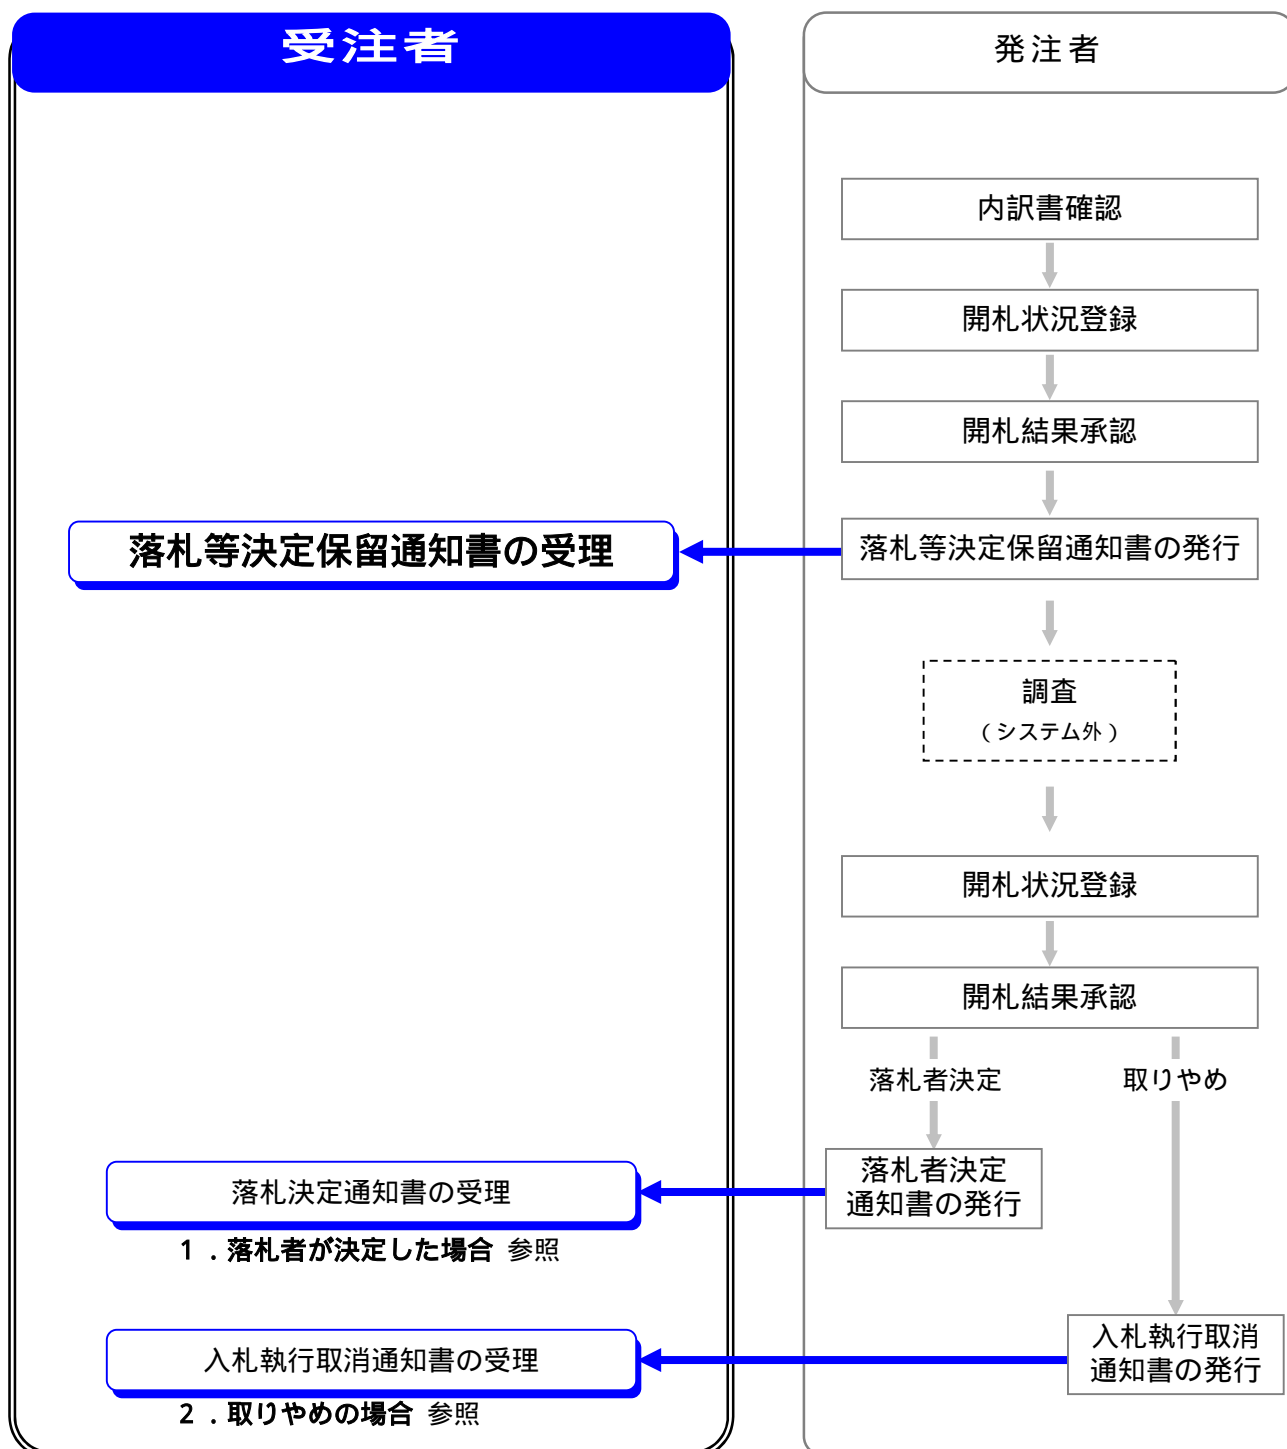 受注者
発注者
内訳書確認
開札状況登録
開札結果承認
落札等決定保留通知書の受理
落札等決定保留通知書の発行
調査
（システム外）
開札状況登録
開札結果承認
落札者決定
取りやめ
落札者決定
通知書の発行
落札決定通知書の受理
１．落札者が決定した場合 参照
入札執行取消
通知書の発行
入札執行取消通知書の受理
２．取りやめの場合 参照